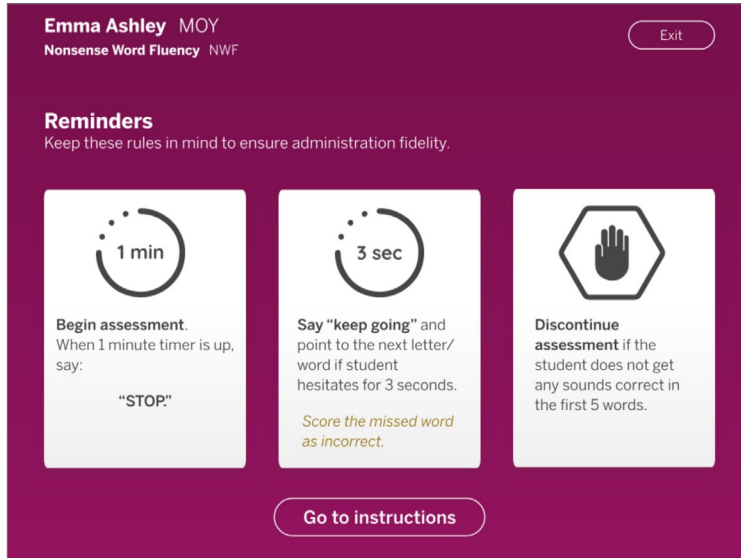 Emma Ashley MOY
Exit
Nonsense Word Fluency NWF
Reminders
Keep these rules in mind to ensure administration fidelity.
1 min
Begin assessment.
When 1 minute timer is up,
say:
“STOP.”
3 sec
Say “keep going” and
point to the next letter/
word if student
hesitates for 3 seconds.
Score the missed word
as incorrect.
Discontinue
assessment if the
student does not get
any sounds correct in
the first 5 words.
Go to instructions